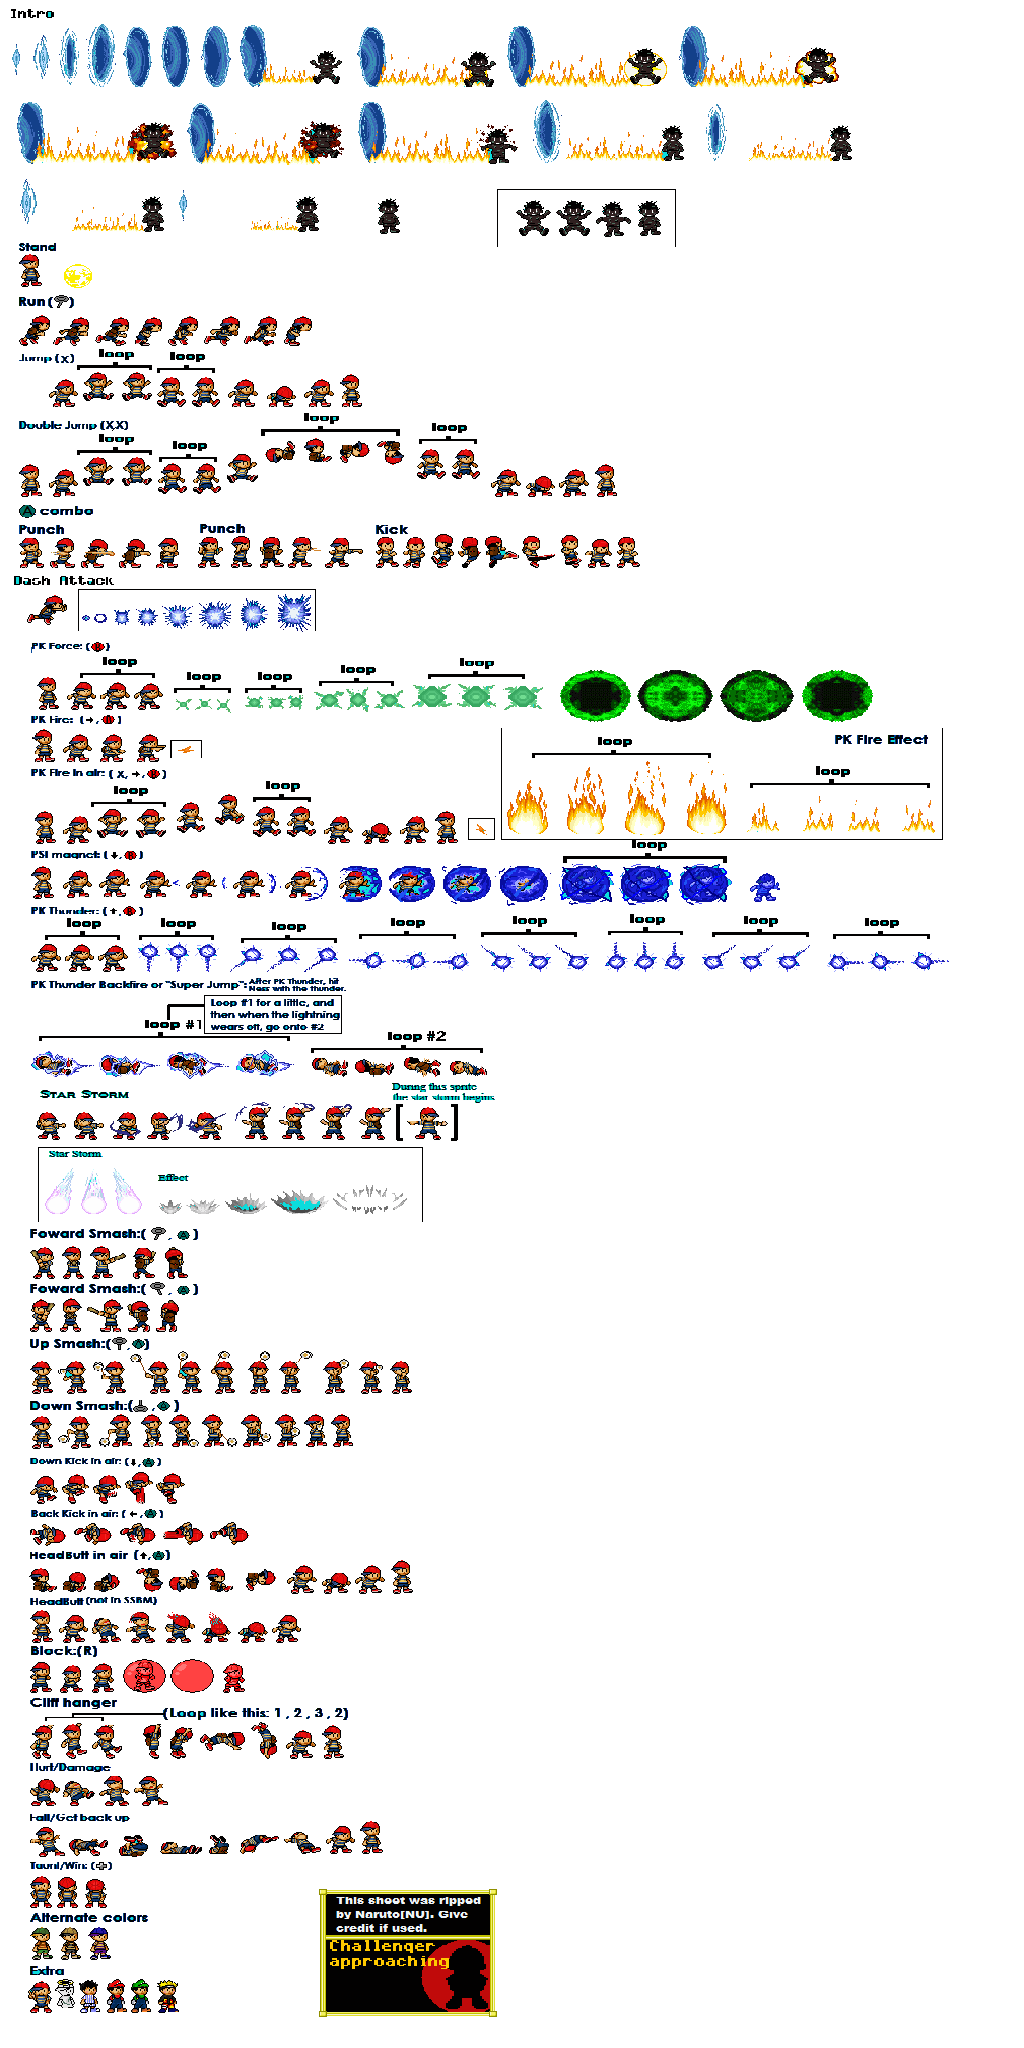 Intro
Stand
Run ( )
Jump (X)
loop
loop
Double Jump (X,X)
loop
loop
loop
loop
A combo
Punch
Punch
Kick
Dash Attack
PK Force: (B)
loop
loop
loop
loop
loop
PK Fire: (→,B)
PK Fire Effect
loop
loop
PK Fire in air: ( X, →,B)
loop
loop
PSI magnet: (↓,B)
loop
PK Thunder: (↑,B)
loop
loop
loop
loop
loop
loop
loop
loop
PK Thunder Backfire or "Super Jump": After PK Thunder, hit
Ness with the thunder.
Loop #1 for a little, and
then when the lightning
wears off, go onto #2
loop #1
loop #2
Star Storm
During this sprite
the star storm begins
Star Storm.
Effect
Foward Smash:( , A)
Foward Smash:( , A)
Up Smash:( ,A)
Down Smash:( ,A)
Down Kick in air: (↓,A)
Back Kick in air: ( ←,A)
HeadButt in air (↑,A)
HeadButt (not in SSBM)
Block:(R)
Cliff hanger
(Loop like this: 1 , 2 , 3 , 2)
Hurt/Damage
Fall/Get back up
Taunt/Win: ( )
Alternate colors
Extra
This sheet was ripped
by Naruto[NU]. Give
credit if used.
Challenger
approaching